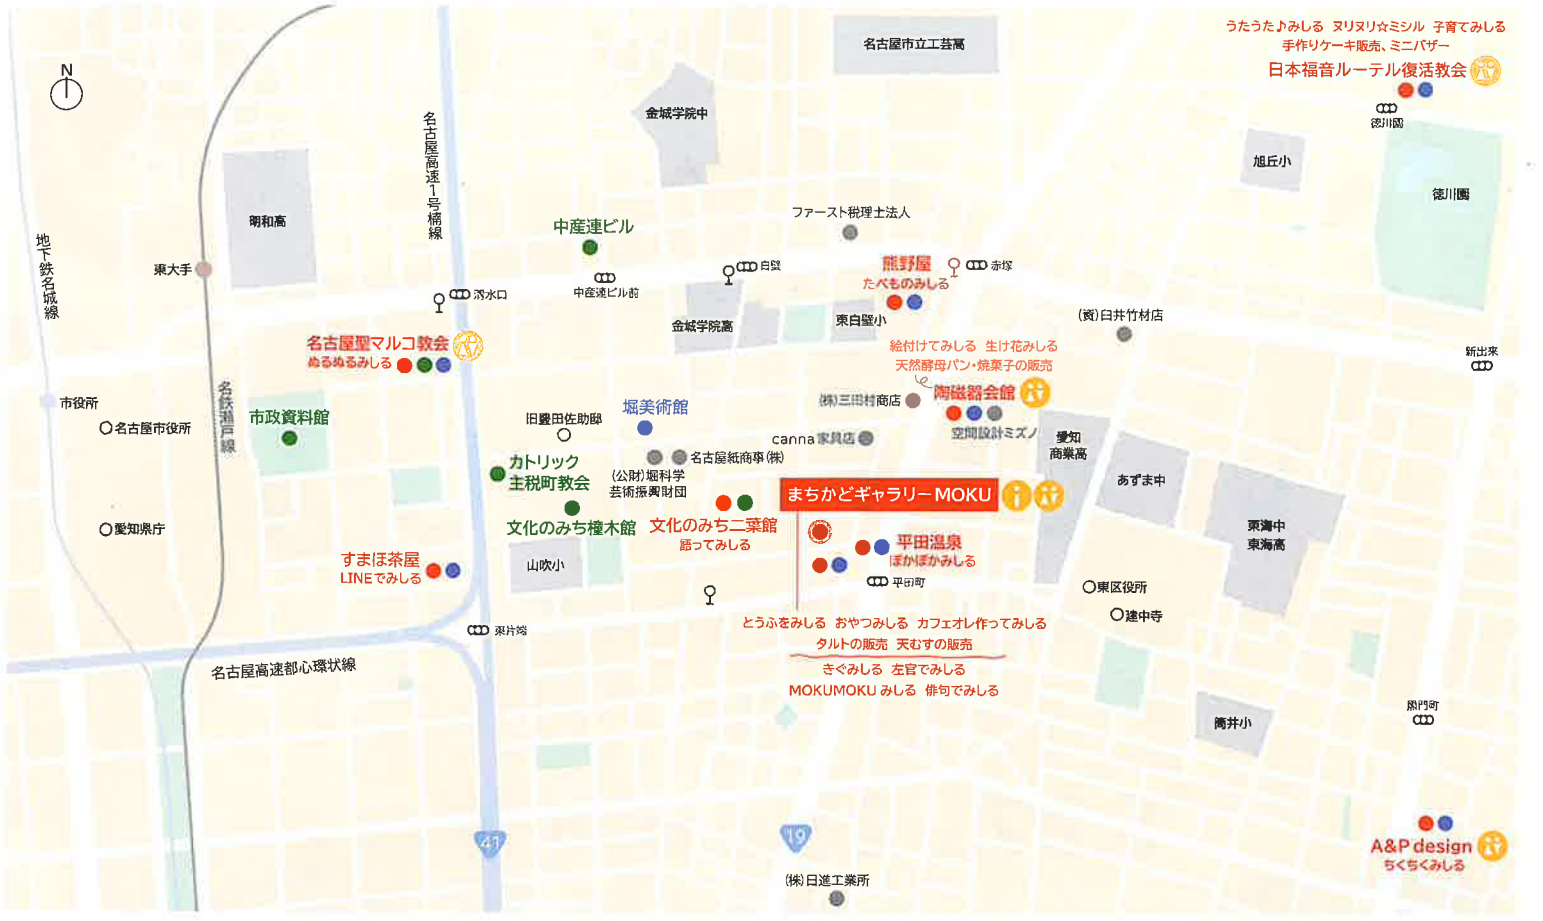 うたうた♪みしる ヌリヌリ☆ミシル 子育てみしる
手作りケーキ販売、ミニバザー
日本福音ルーテル復活教会
徳川園
名古屋市立工芸高
N
金城学院中
名古屋高速1号楠線
旭丘小
徳川園
明和高
ファースト税理士法人
中産連ビル
地下鉄名城線
東大手
白壁
熊野屋
赤塚
たべものみしる
中産連ビル前
清水口
(資)臼井竹材店
金城学院高
東白壁小
名古屋聖マルコ教会
ぬるぬるみしる
絵付けてみしる 生け花みしる
天然酵母パン・焼菓子の販売
新出来
陶磁器会館
(株)三田村商店
市役所
名鉄瀬戸線
市政資料館
堀美術館
旧豊田佐助邸
名古屋市役所
空間設計ミズノ
canna 家具店
愛知
商業高
名古屋紙商事(株)
カトリック
主税町教会
(公財)堀科学
芸術振興財団
あずま中
まちかどギャラリーMOKU
文化のみち橦木館
文化のみち二葉館
語ってみしる
愛知県庁
東海中
東海高
平田温泉
ぽかぽかみしる
すまほ茶屋
LINEでみしる
山吹小
平田町
東区役所
建中寺
東片端
とうふをみしる おやつみしる カフェオレ作ってみしる
タルトの販売 天むすの販売
きぐみしる 左官でみしる
MOKUMOKU みしる 俳句でみしる
名古屋高速都心環状線
筒井小
41
19
A&P design
ちくちくみしる
(株)日進工業所